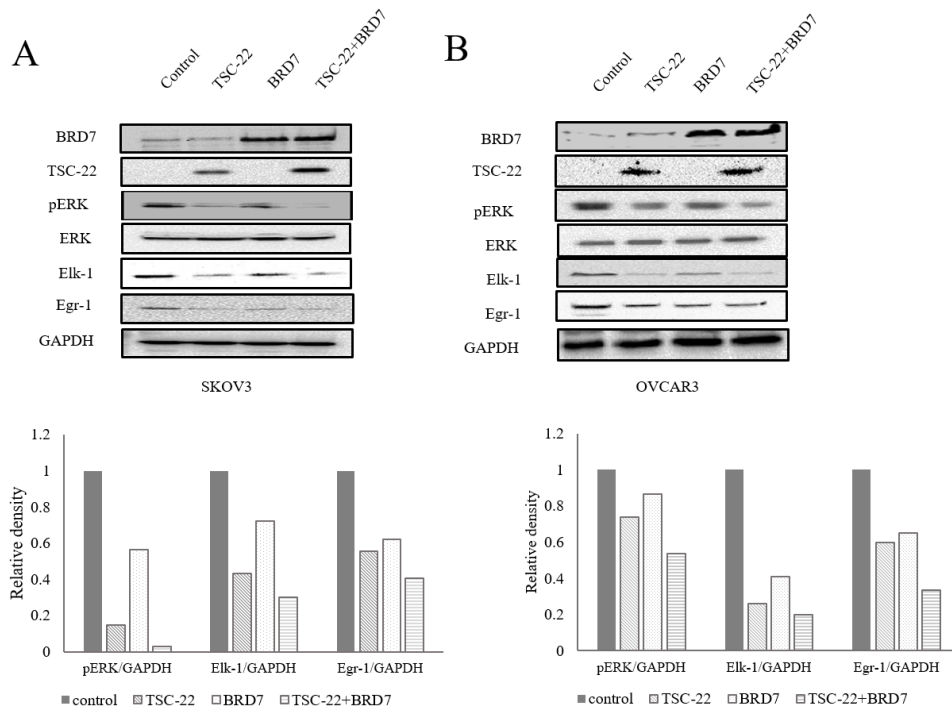 A
Control TSC-22 BRD7 TSC-22+BRD7
BRD7
TSC-22
pERK
ERK
Elk-1
Egr-1
GAPDH
SKOV3
B
Control TSC-22 BRD7 TSC-22+BRD7
BRD7
TSC-22
pERK
ERK
Elk-1
Egr-1
GAPDH
OVCAR3
Relative density
1.2
1
0.8
0.6
0.4
0.2
0
pERK/GAPDH Elk-1/GAPDH Egr-1/GAPDH
control TSC-22 BRD7 TSC-22+BRD7
Relative density
1.2
1
0.8
0.6
0.4
0.2
0
pERK/GAPDH Elk-1/GAPDH Egr-1/GAPDH
control TSC-22 BRD7 TSC-22+BRD7